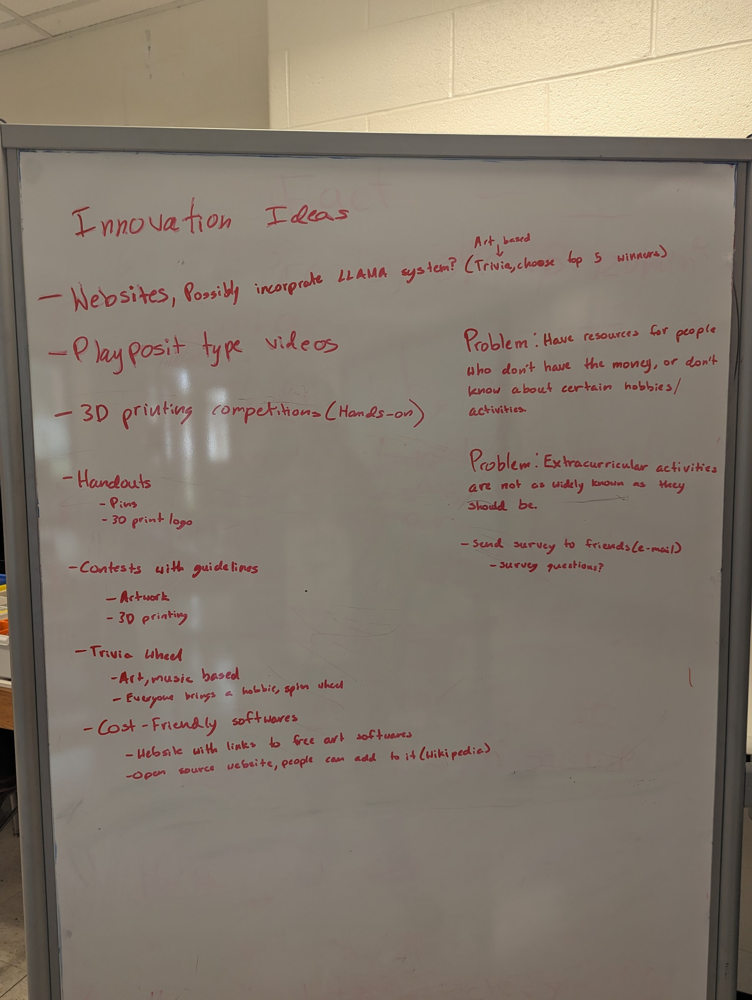 Fact
Innovation Ideas
Art based
- Websites, Possibly incorprate LLAMA system? (Trivia, choose top 5 winners)
- Playposit type videos
- 3D printing competitions (Hands-on)
- Handouts
- Pins
- 3D print logo
- Contests with guidelines
- Artwork
- 3D printing
- Trivia wheel
- Art, music based
- Everyone brings a hobbie, spin wheel
- Cost-Friendly softwares
- Website with links to free art softwares
- Open source website, people can add to it (Wikipedia)
Problem: Have resources for people
who don't have the money, or don't
know about certain hobbies/
activities.
Problem: Extracurricular activities
are not as widely known as they
should be.
- Send survey to friends (e-mail)
- survey questions?